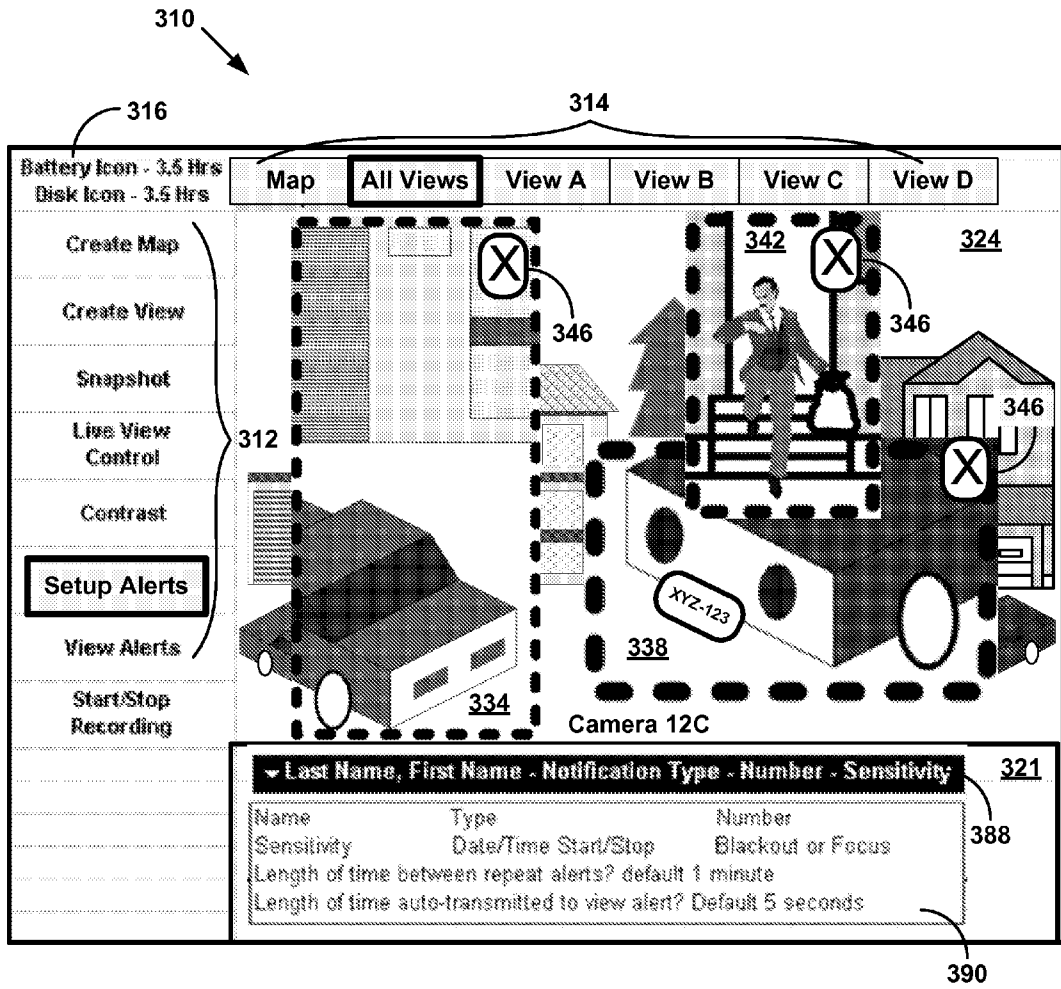 310
316
314
Battery Icon - 3.5 Hrs
Disk Icon - 3.5 Hrs
Map
All Views
View A
View B
View C
View D
Create Map
Create View
Snapshot
Live View
Control
Contrast
Setup Alerts
View Alerts
Start/Stop
Recording
312
X
346
342
X
346
324
346
X
XYZ-123
338
334
Camera 12C
Last Name, First Name - Notification Type - Number - Sensitivity
321
388
Name Type Number
Sensitivity Date/Time Start/Stop Blackout or Focus
Length of time between repeat alerts? default 1 minute
Length of time auto-transmitted to view alert? Default 5 seconds
390